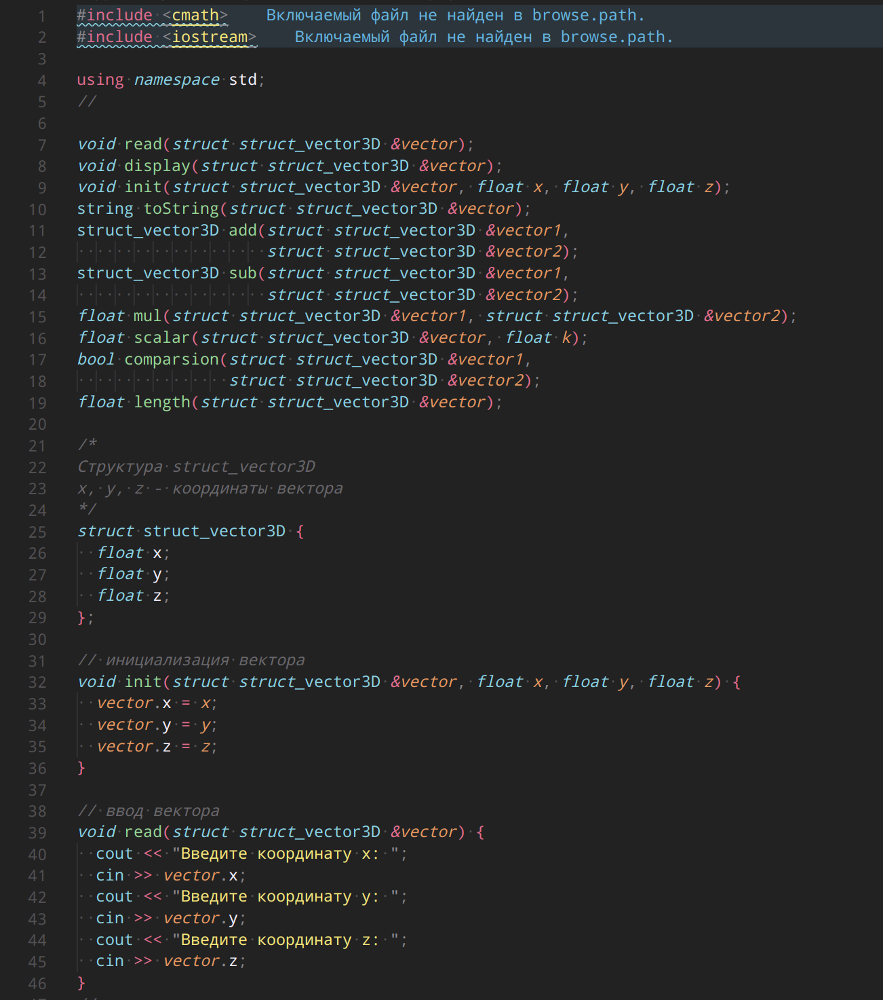 1 #include <cmath> Включаемый файл не найден в browse.path.
2 #include <iostream> Включаемый файл не найден в browse.path.
3
4 using namespace std;
5 //
6
7 void read(struct struct_vector3D &vector);
8 void display(struct struct_vector3D &vector);
9 void init(struct struct_vector3D &vector, float x, float y, float z);
10 string toString(struct struct_vector3D &vector);
11 struct_vector3D add(struct struct_vector3D &vector1,
12                     struct struct_vector3D &vector2);
13 struct_vector3D sub(struct struct_vector3D &vector1,
14                     struct struct_vector3D &vector2);
15 float mul(struct struct_vector3D &vector1, struct struct_vector3D &vector2);
16 float scalar(struct struct_vector3D &vector, float k);
17 bool comparsion(struct struct_vector3D &vector1,
18                 struct struct_vector3D &vector2);
19 float length(struct struct_vector3D &vector);
20
21 /*
22 Структура struct_vector3D
23 x, y, z - координаты вектора
24 */
25 struct struct_vector3D {
26   float x;
27   float y;
28   float z;
29 };
30
31 // инициализация вектора
32 void init(struct struct_vector3D &vector, float x, float y, float z) {
33   vector.x = x;
34   vector.y = y;
35   vector.z = z;
36 }
37
38 // ввод вектора
39 void read(struct struct_vector3D &vector) {
40   cout << "Введите координату x: ";
41   cin >> vector.x;
42   cout << "Введите координату y: ";
43   cin >> vector.y;
44   cout << "Введите координату z: ";
45   cin >> vector.z;
46 }